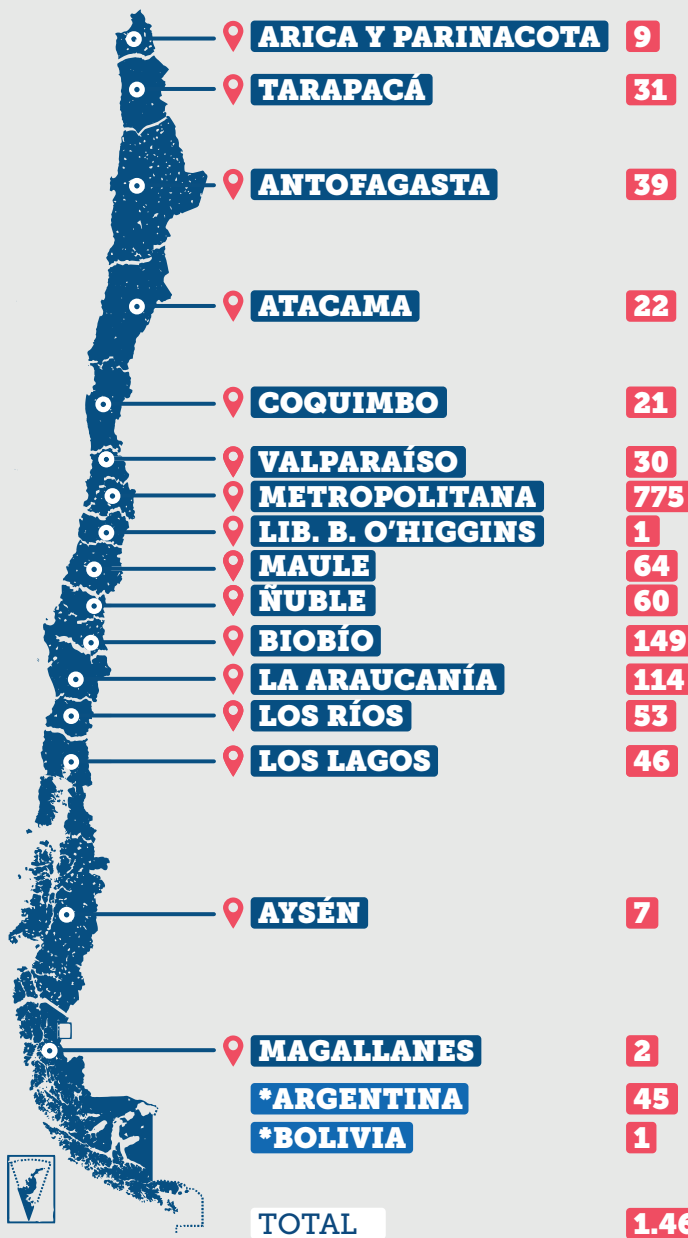 ARICA Y PARINACOTA 9
TARAPACÁ 31
ANTOFAGASTA 39
ATACAMA 22
COQUIMBO 21
VALPARAÍSO 30
METROPOLITANA 775
LIB. B. O’HIGGINS 1
MAULE 64
ÑUBLE 60
BIOBÍO 149
LA ARAUCANÍA 114
LOS RÍOS 53
LOS LAGOS 46
AYSÉN 7
MAGALLANES 2
*ARGENTINA 45
*BOLIVIA 1
TOTAL